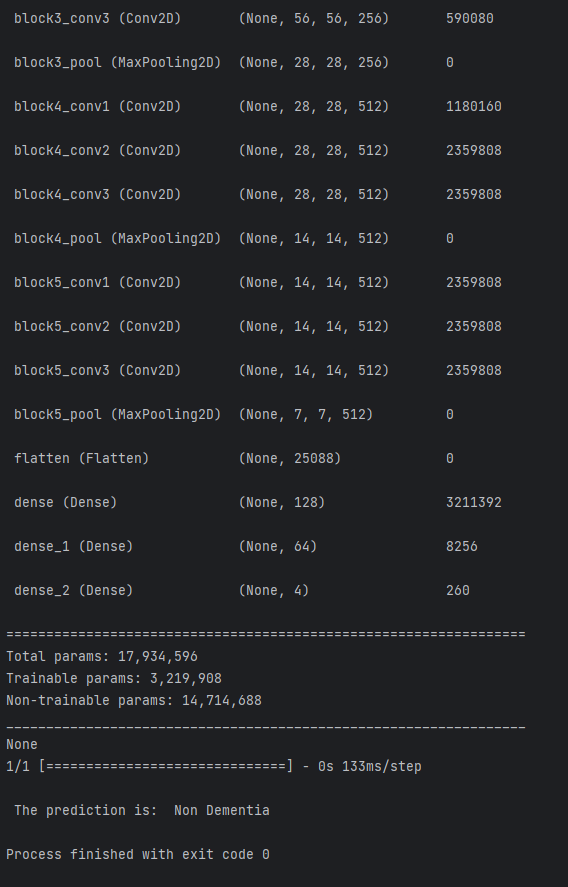 block3_conv3 (Conv2D) (None, 56, 56, 256) 590080
block3_pool (MaxPooling2D) (None, 28, 28, 256) 0
block4_conv1 (Conv2D) (None, 28, 28, 512) 1180160
block4_conv2 (Conv2D) (None, 28, 28, 512) 2359808
block4_conv3 (Conv2D) (None, 28, 28, 512) 2359808
block4_pool (MaxPooling2D) (None, 14, 14, 512) 0
block5_conv1 (Conv2D) (None, 14, 14, 512) 2359808
block5_conv2 (Conv2D) (None, 14, 14, 512) 2359808
block5_conv3 (Conv2D) (None, 14, 14, 512) 2359808
block5_pool (MaxPooling2D) (None, 7, 7, 512) 0
flatten (Flatten) (None, 25088) 0
dense (Dense) (None, 128) 3211392
dense_1 (Dense) (None, 64) 8256
dense_2 (Dense) (None, 4) 260
=================================================================
Total params: 17,934,596
Trainable params: 3,219,908
Non-trainable params: 14,714,688
_________________________________________________________________
None
1/1 [==============================] - 0s 133ms/step
The prediction is:  Non Dementia
Process finished with exit code 0